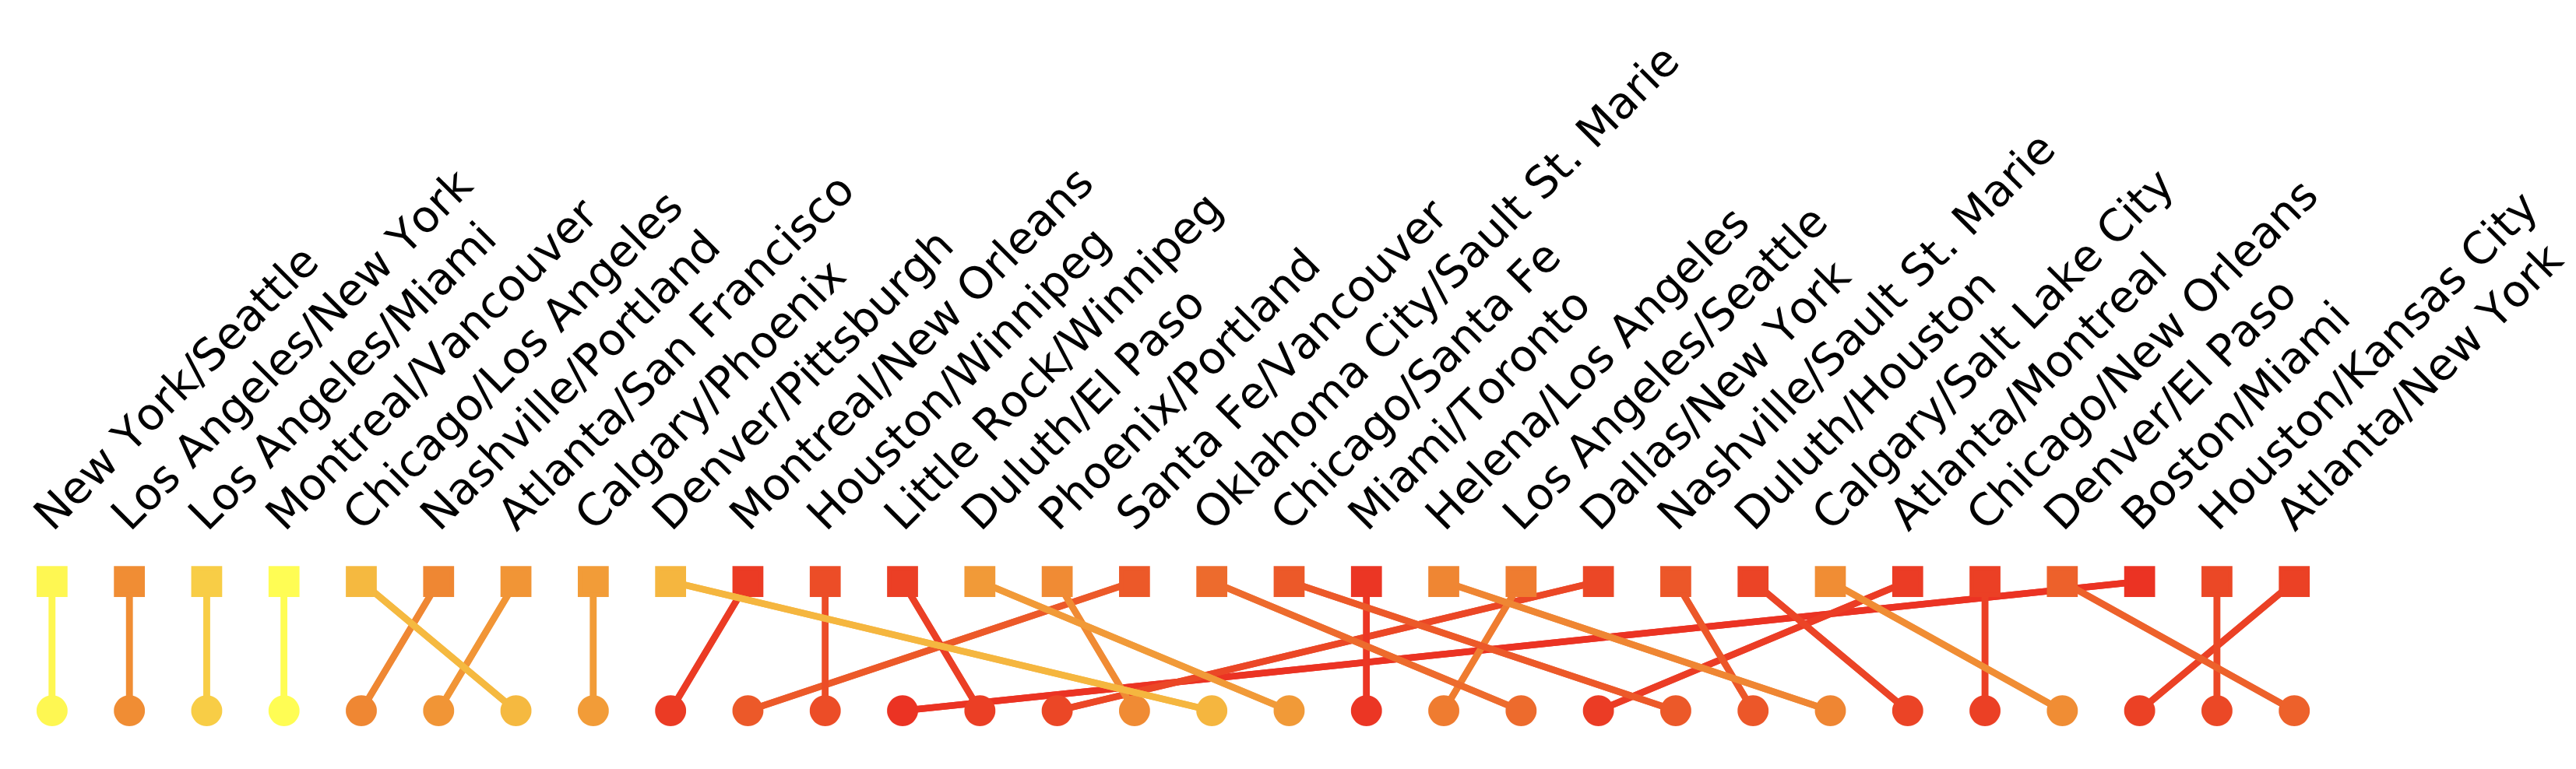 New York/Seattle
Los Angeles/New York
Los Angeles/Miami
Montreal/Vancouver
Chicago/Los Angeles
Nashville/Portland
Atlanta/San Francisco
Calgary/Phoenix
Denver/Pittsburgh
Montreal/New Orleans
Houston/Winnipeg
Little Rock/Winnipeg
Duluth/El Paso
Phoenix/Portland
Santa Fe/Vancouver
Oklahoma City/Sault St. Marie
Chicago/Santa Fe
Miami/Toronto
Helena/Los Angeles
Los Angeles/Seattle
Dallas/New York
Nashville/Sault St. Marie
Duluth/Houston
Calgary/Salt Lake City
Atlanta/Montreal
Chicago/New Orleans
Denver/El Paso
Boston/Miami
Houston/Kansas City
Atlanta/New York